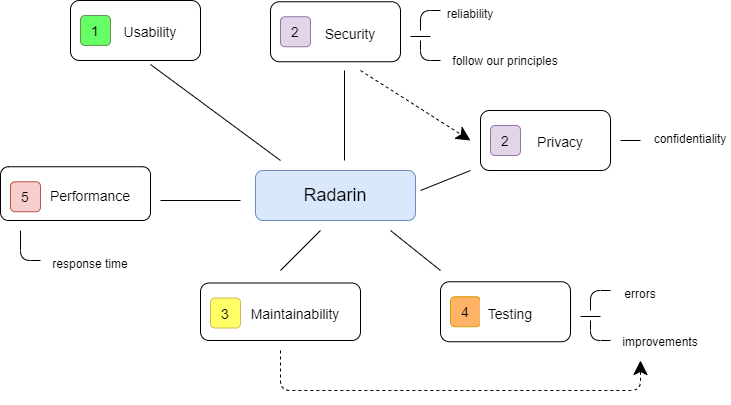 1 Usability
2 Security
reliability
follow our principles
2 Privacy
confidentiality
5 Performance
response time
Radarin
3 Maintainability
4 Testing
errors
improvements